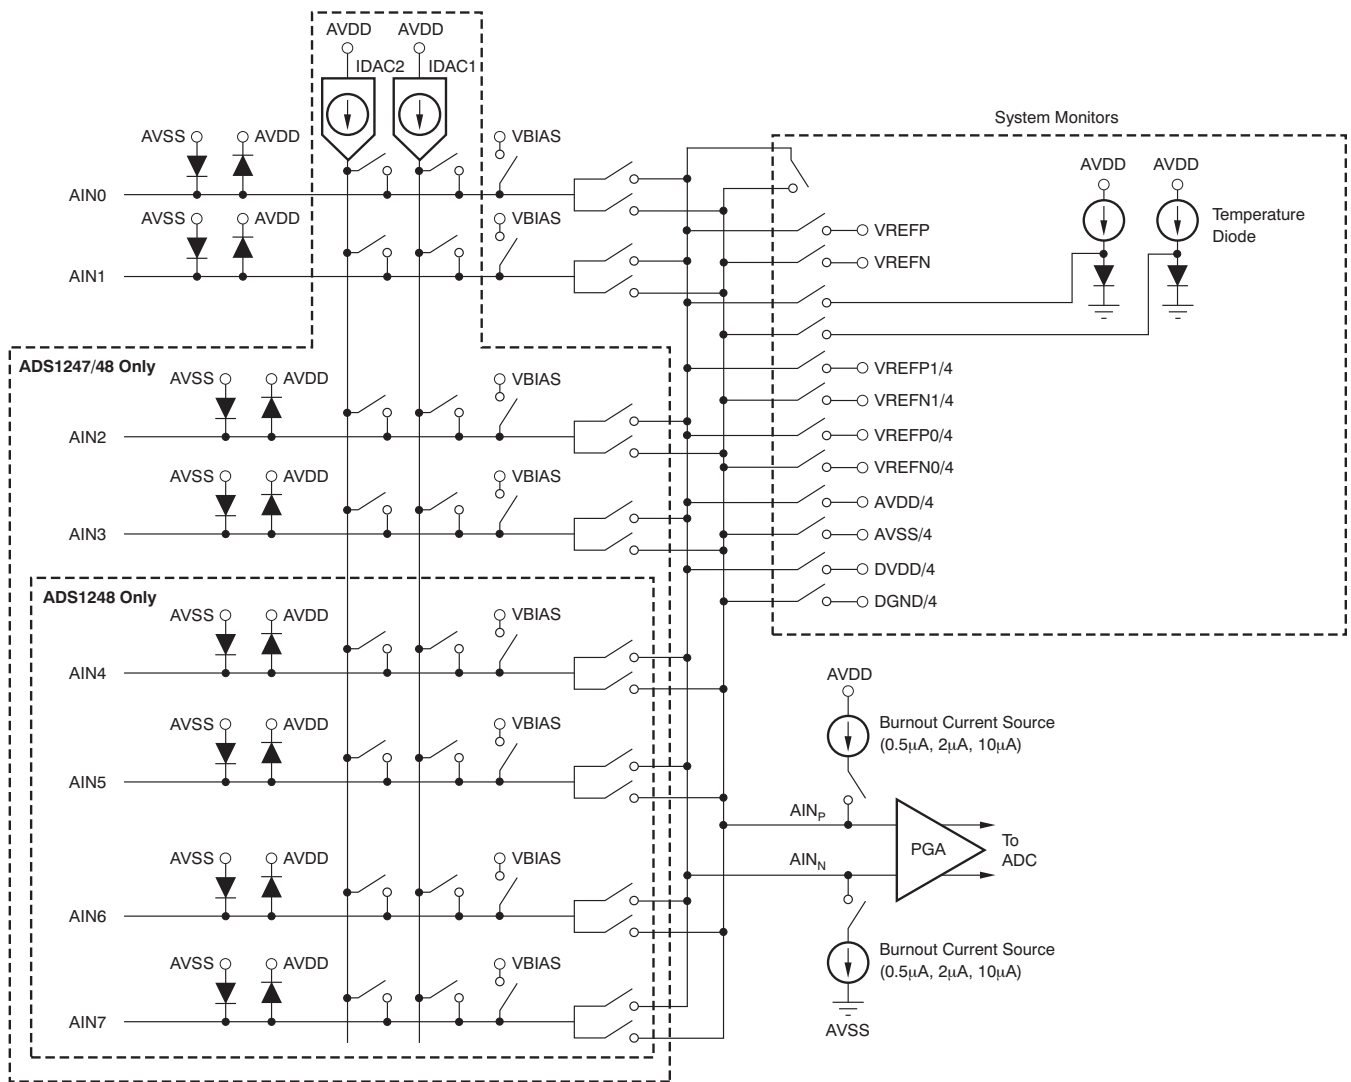 AVDD AVDD
IDAC2 IDAC1
System Monitors
AVSS AVDD VBIAS
AVDD AVDD
AIN0
Temperature
Diode
AVSS AVDD VBIAS
VREFP
VREFN
AIN1
ADS1247/48 Only
AVSS AVDD VBIAS
VREFP1/4
VREFN1/4
AIN2
VREFP0/4
VREFN0/4
AVSS AVDD VBIAS
AVDD/4
AIN3
AVSS/4
DVDD/4
ADS1248 Only
DGND/4
AVSS AVDD VBIAS
AIN4
AVDD
AVSS AVDD VBIAS
Burnout Current Source
(0.5μA, 2μA, 10μA)
AIN5
AINP
PGA
To
ADC
AINN
AVSS AVDD VBIAS
AIN6
Burnout Current Source
(0.5μA, 2μA, 10μA)
AVSS AVDD VBIAS
AIN7
AVSS